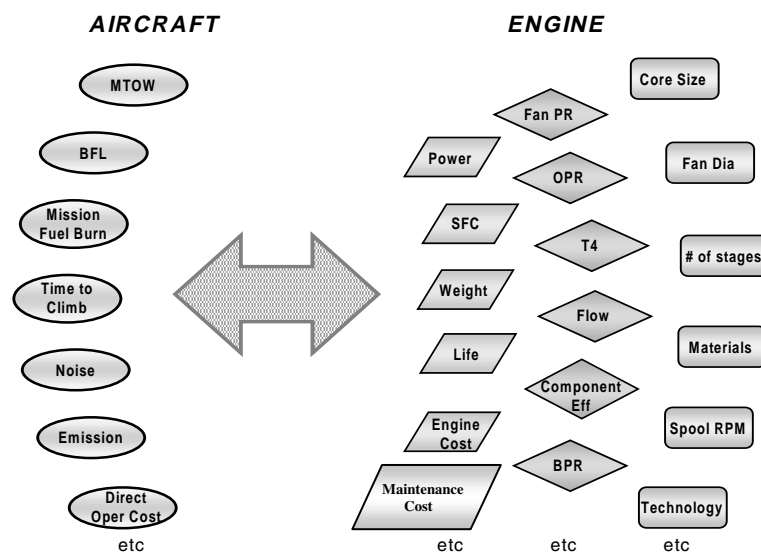 AIRCRAFT
MTOW
BFL
Mission
Fuel Burn
Time to
Climb
Noise
Emission
Direct
Oper Cost
etc
ENGINE
Power
SFC
Weight
Life
Engine
Cost
Maintenance
Cost
etc
Fan PR
OPR
T4
Flow
Component
Eff
BPR
etc
Core Size
Fan Dia
# of stages
Materials
Spool RPM
Technology
etc